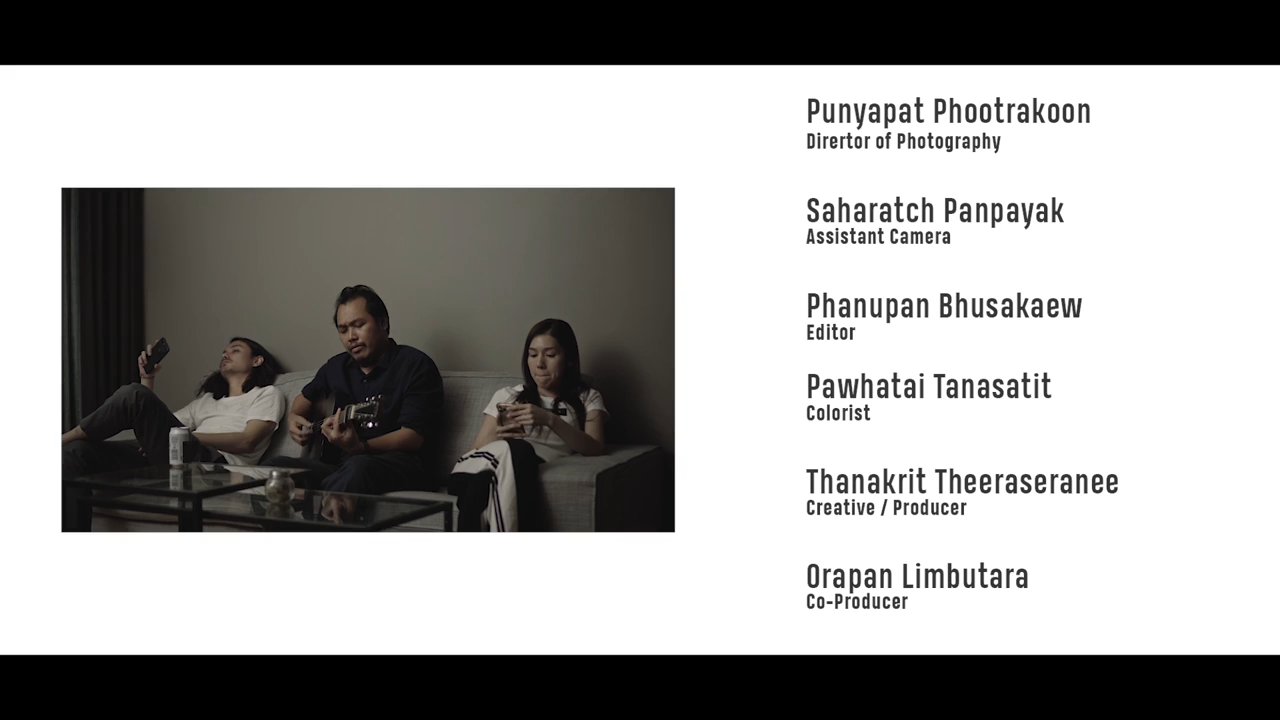 Punyapat Phootrakoon
Dirertor of Photography
Saharatch Panpayak
Assistant Camera
Phanupan Bhusakaew
Editor
Pawhatai Tanasatit
Colorist
Thanakrit Theeraseranee
Creative / Producer
Orapan Limbutara
Co-Producer